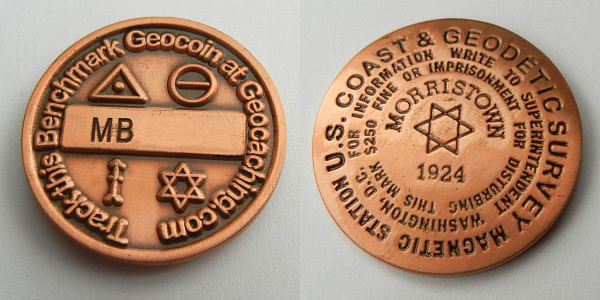 Track this Benchmark Geocoin at Geocaching.com
MB
U.S. COAST & GEODETIC SURVEY MAGNETIC STATION
FOR INFORMATION WRITE TO SUPERINTENDENT WASHINGTON, D.C.
$250 FINE OR IMPRISONMENT FOR DISTURBING THIS MARK
MORRISTOWN
1924